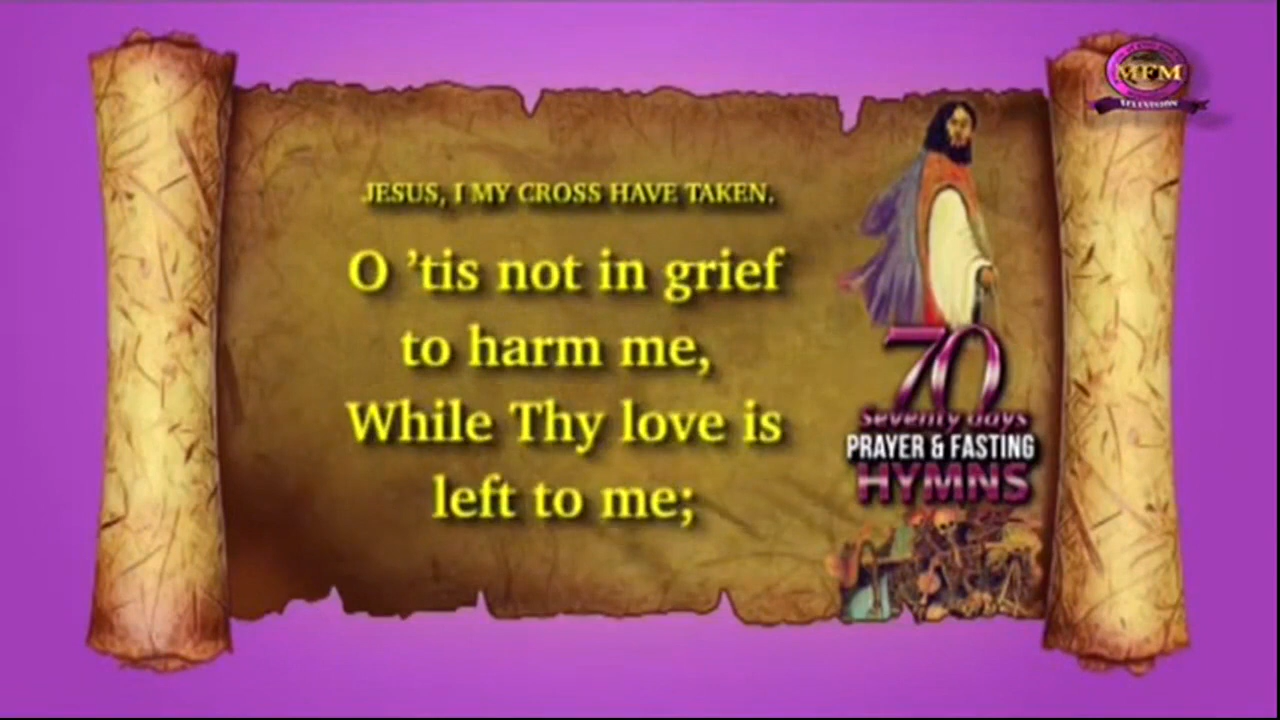 MFM
TELEVISION
JESUS, I MY CROSS HAVE TAKEN.
O ’tis not in grief
to harm me,
While Thy love is
left to me;
70
seventy days
PRAYER & FASTING
HYMNS